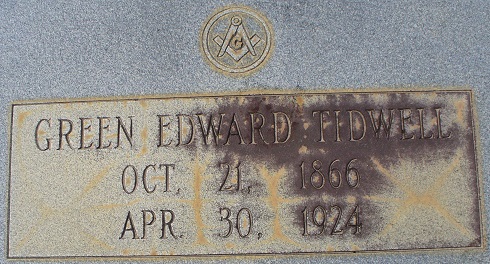 G
GREEN EDWARD TIDWELL
OCT. 21, 1866
APR. 30, 1924